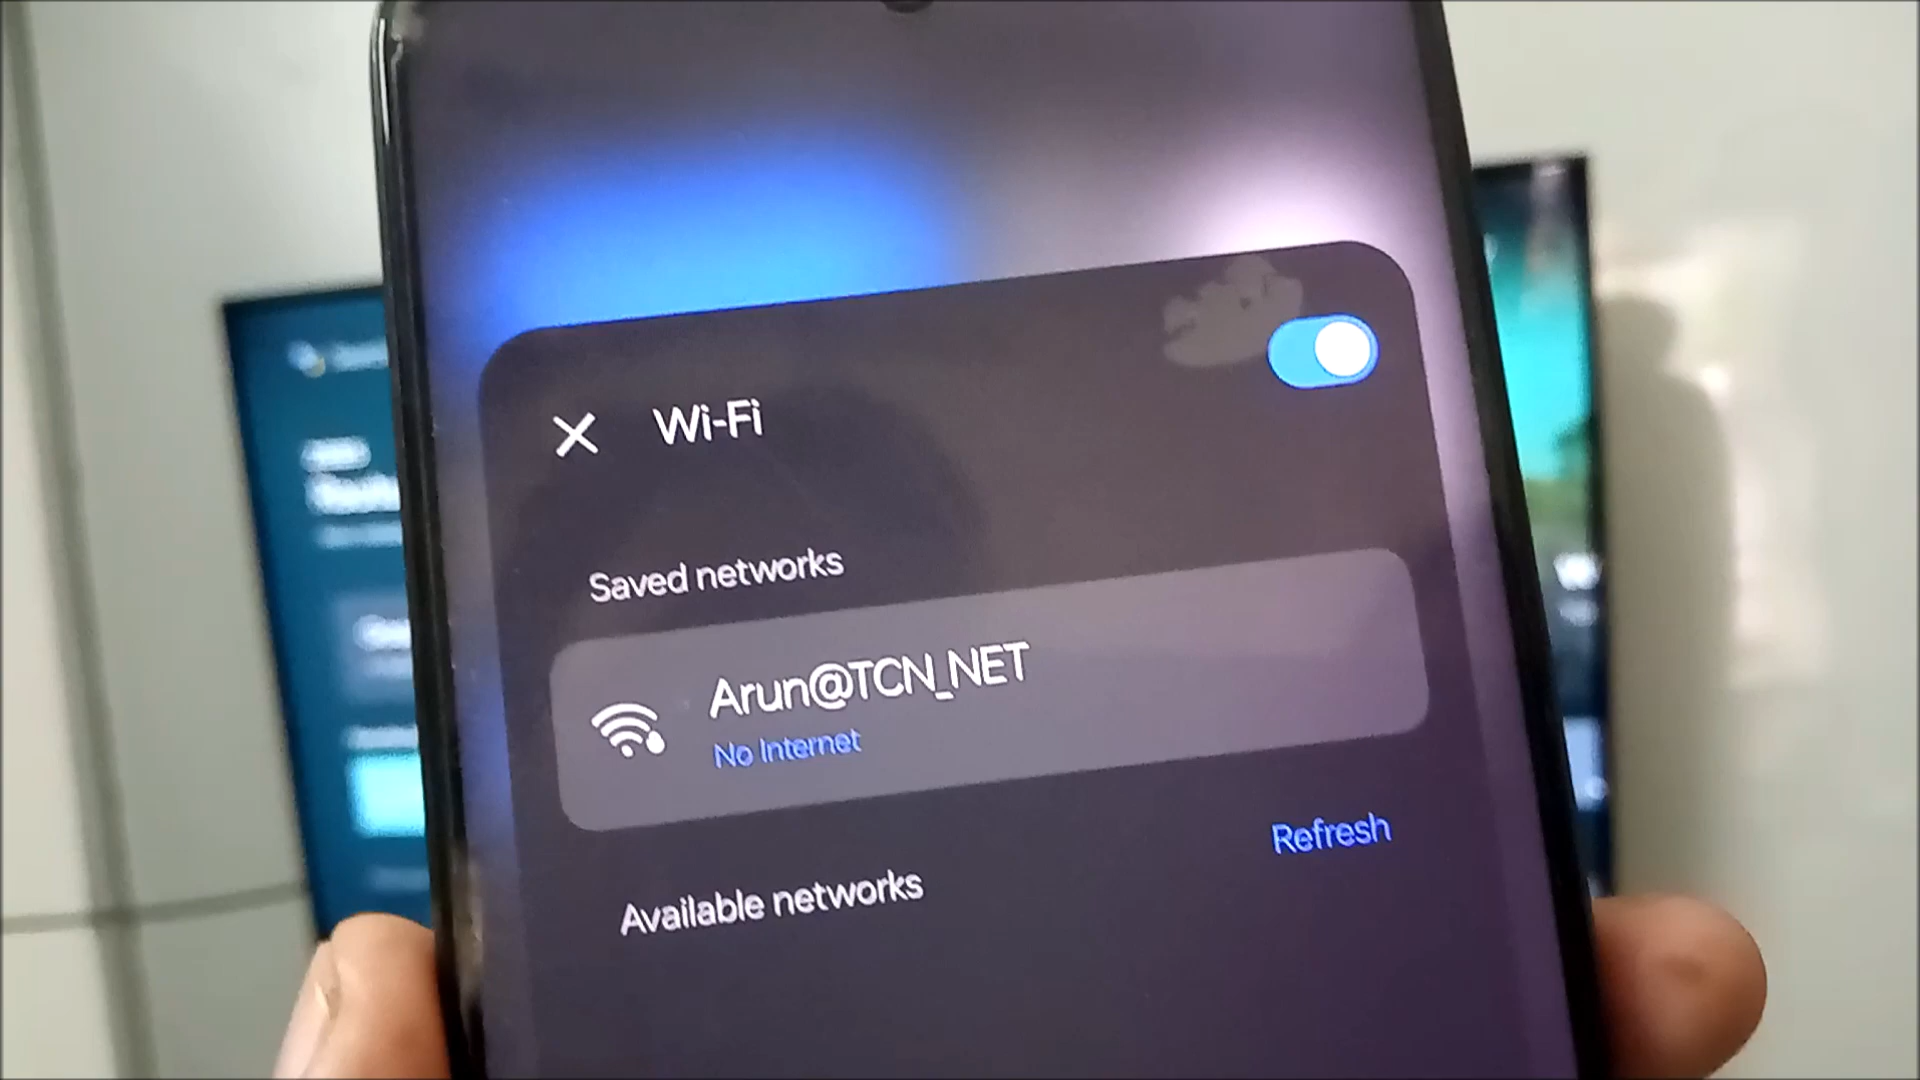 Wi-Fi
Saved networks
Arun@TCN_NET
No Internet
Refresh
Available networks